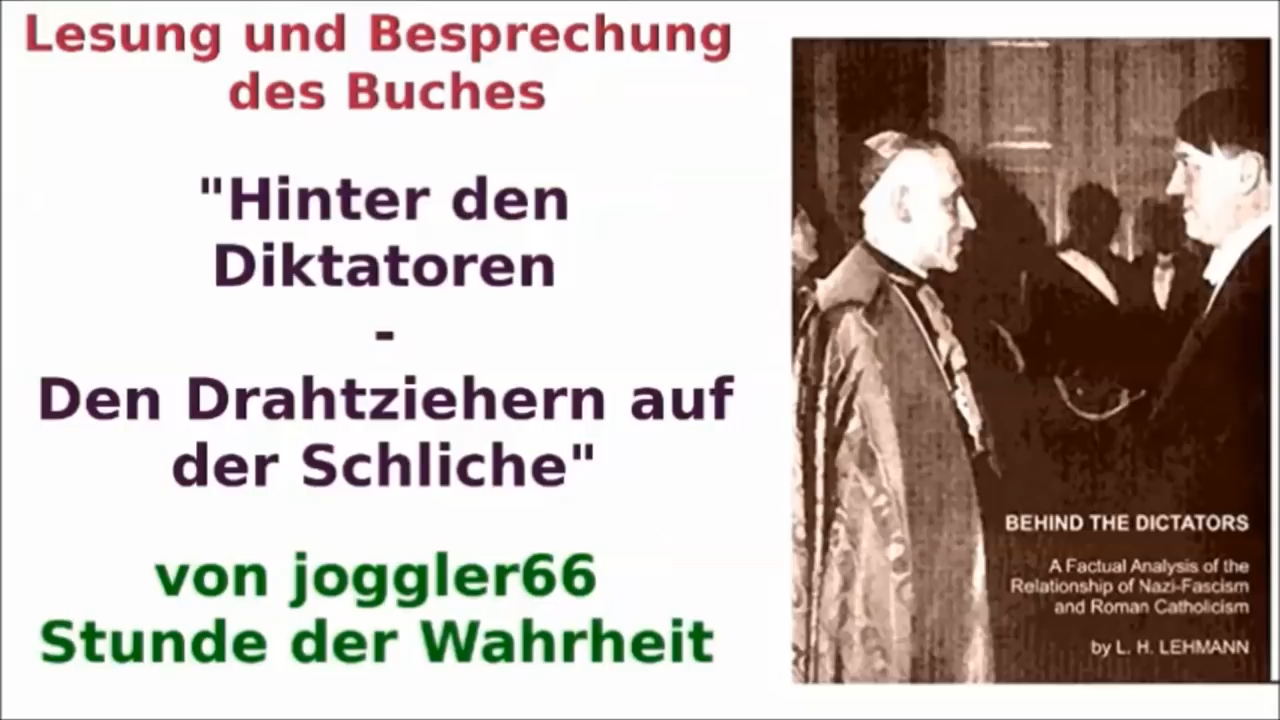 Lesung und Besprechung
des Buches
"Hinter den
Diktatoren
-
Den Drahtziehern auf
der Schliche"
von joggler66
Stunde der Wahrheit
BEHIND THE DICTATORS
A Factual Analysis of the
Relationship of Nazi-Fascism
and Roman Catholicism
by L. H. LEHMANN